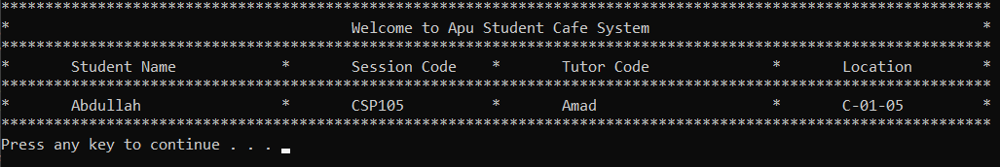 *****************************************************************************************************************
* Welcome to Apu Student Cafe System *
*****************************************************************************************************************
* Student Name * Session Code * Tutor Code * Location *
*****************************************************************************************************************
* Abdullah * CSP105 * Amad * C-01-05 *
*****************************************************************************************************************
Press any key to continue . . .